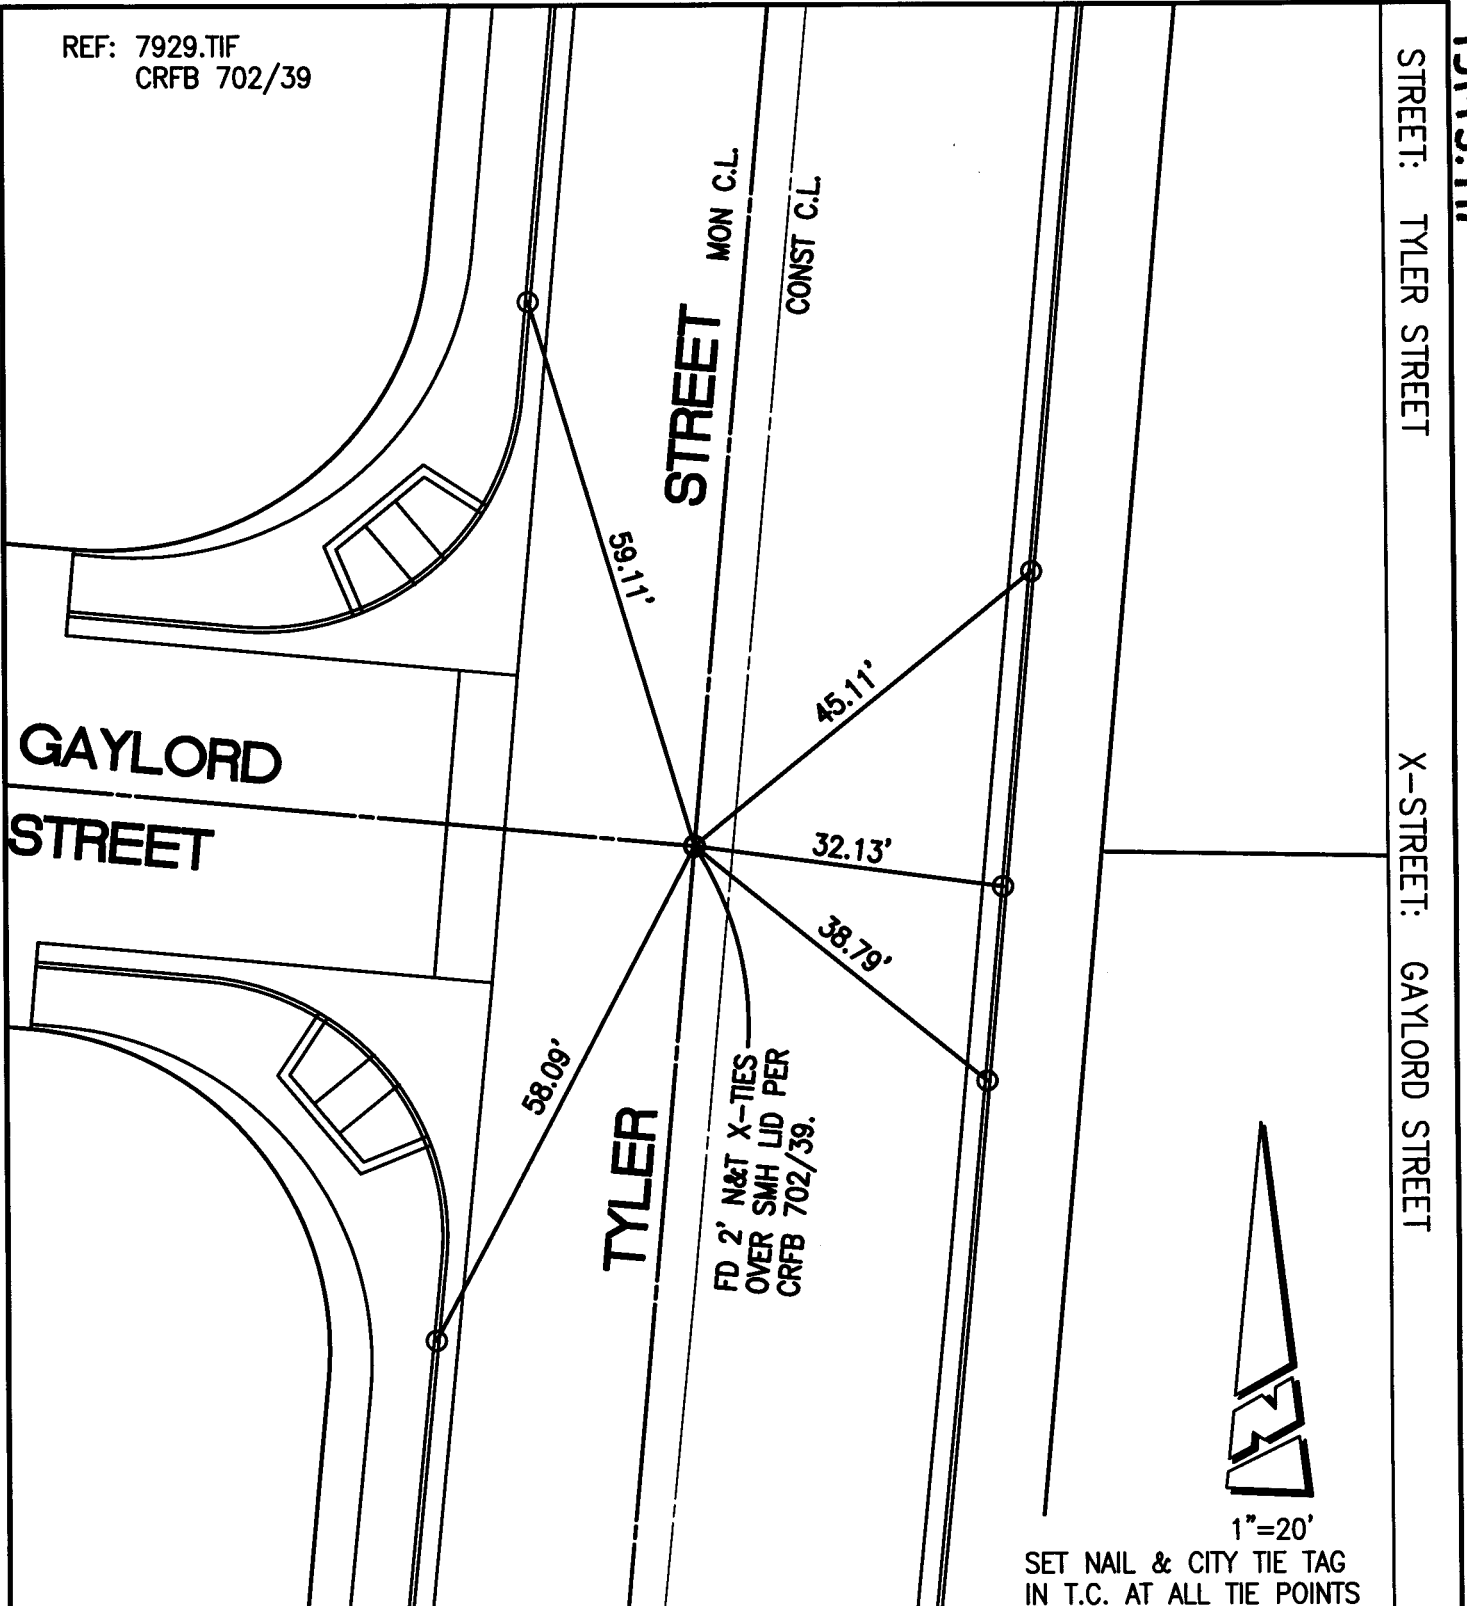 REF: 7929.TIF
CRFB 702/39
STREET: TYLER STREET
X-STREET: GAYLORD STREET
MON C.L.
CONST C.L.
STREET
59.11'
45.11'
GAYLORD
STREET
32.13'
38.79'
58.09'
TYLER
FD 2' N&T X-TIES
OVER SMH LID PER
CRFB 702/39.
1"=20'
SET NAIL & CITY TIE TAG
IN T.C. AT ALL TIE POINTS